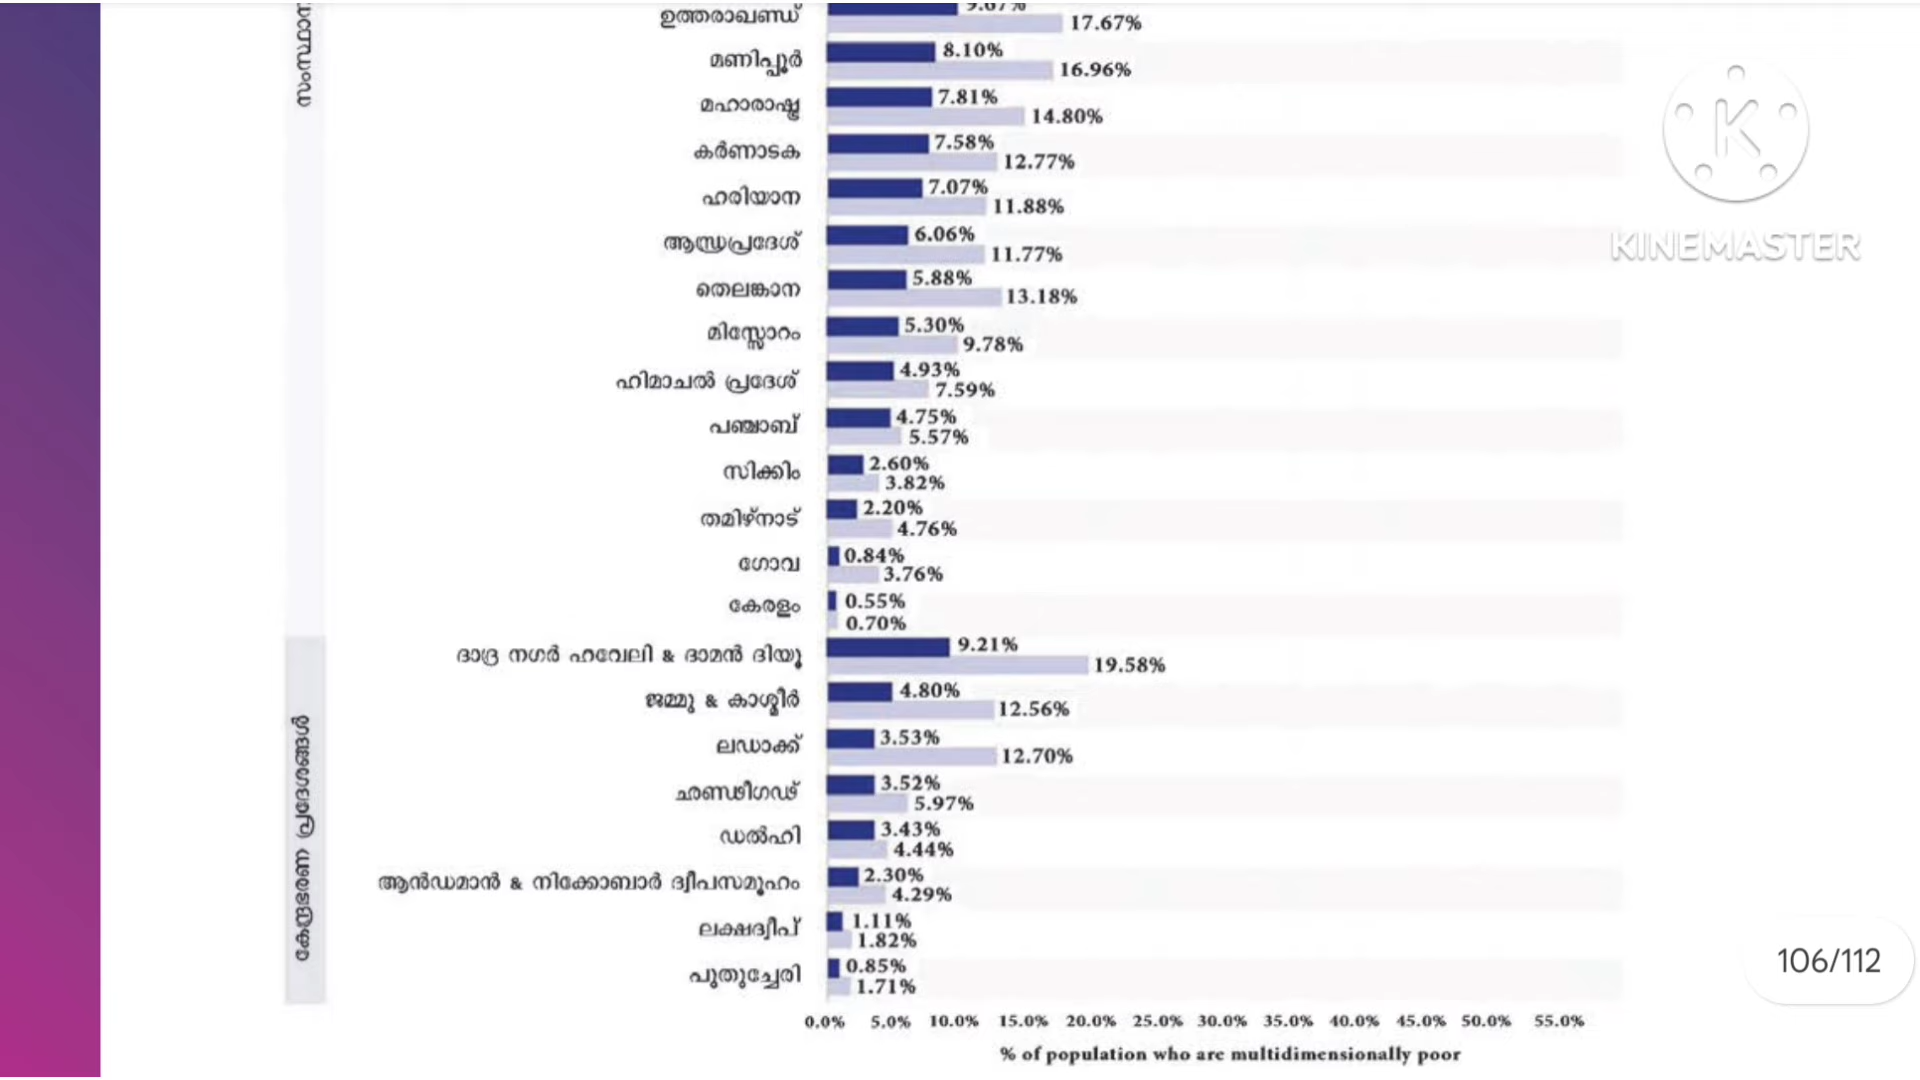 ഉത്തരാഖണ്ഡ് 9.67%
17.67%
മണിപ്പൂർ 8.10%
16.96%
മഹാരാഷ്ട്ര 7.81%
14.80%
കർണാടക 7.58%
12.77%
ഹരിയാന 7.07%
11.88%
ആന്ധ്രപ്രദേശ് 6.06%
11.77%
തെലങ്കാന 5.88%
13.18%
മിസ്സോറം 5.30%
9.78%
ഹിമാചൽ പ്രദേശ് 4.93%
7.59%
പഞ്ചാബ് 4.75%
5.57%
സിക്കിം 2.60%
3.82%
തമിഴ്നാട് 2.20%
4.76%
ഗോവ 0.84%
3.76%
കേരളം 0.55%
0.70%
കേന്ദ്രഭരണ പ്രദേശങ്ങൾ
ദാദ്ര നഗർ ഹവേലി & ദാമൻ ദിയൂ 9.21%
19.58%
ജമ്മു & കാശ്മീർ 4.80%
12.56%
ലഡാക്ക് 3.53%
12.70%
ഛണ്ഢീഗഢ് 3.52%
5.97%
ഡൽഹി 3.43%
4.44%
ആൻഡമാൻ & നിക്കോബാർ ദ്വീപസമൂഹം 2.30%
4.29%
ലക്ഷദ്വീപ് 1.11%
1.82%
പുതുച്ചേരി 0.85%
1.71%
0.0% 5.0% 10.0% 15.0% 20.0% 25.0% 30.0% 35.0% 40.0% 45.0% 50.0% 55.0%
% of population who are multidimensionally poor
KINEMASTER
106/112